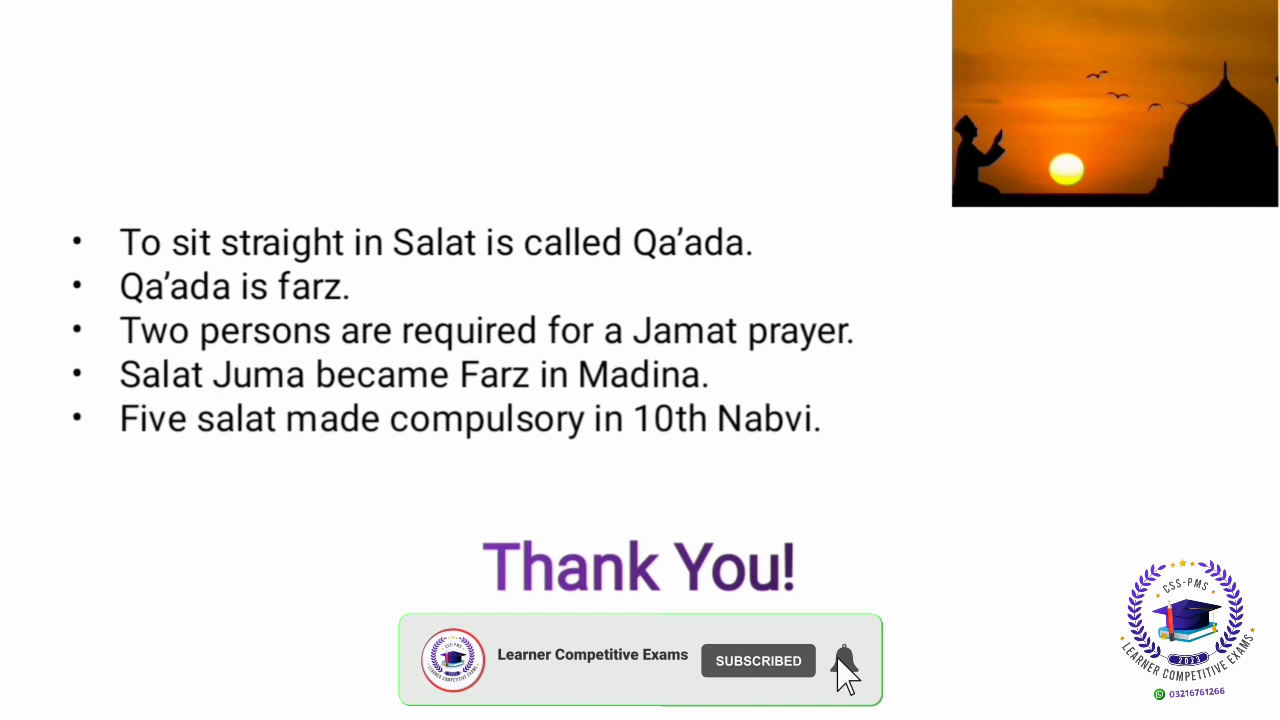 • To sit straight in Salat is called Qa’ada.
• Qa’ada is farz.
• Two persons are required for a Jamat prayer.
• Salat Juma became Farz in Madina.
• Five salat made compulsory in 10th Nabvi.
Thank You!
Learner Competitive Exams
SUBSCRIBED
CSS-PMS
2023
LEARNER COMPETITIVE EXAMS
03216761266